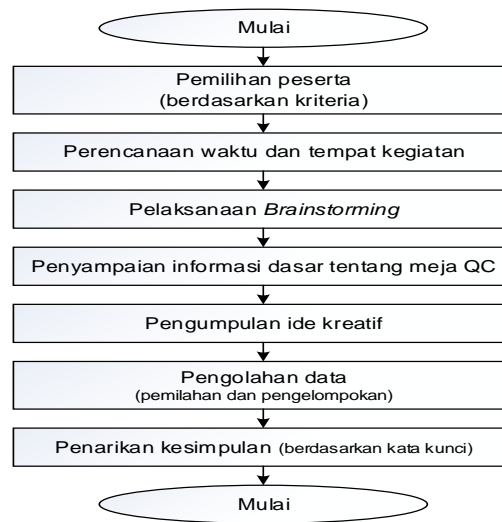 Mulai
Pemilihan peserta
(berdasarkan kriteria)
Perencanaan waktu dan tempat kegiatan
Pelaksanaan Brainstorming
Penyampaian informasi dasar tentang meja QC
Pengumpulan ide kreatif
Pengolahan data
(pemilahan dan pengelompokan)
Penarikan kesimpulan (berdasarkan kata kunci)
Mulai